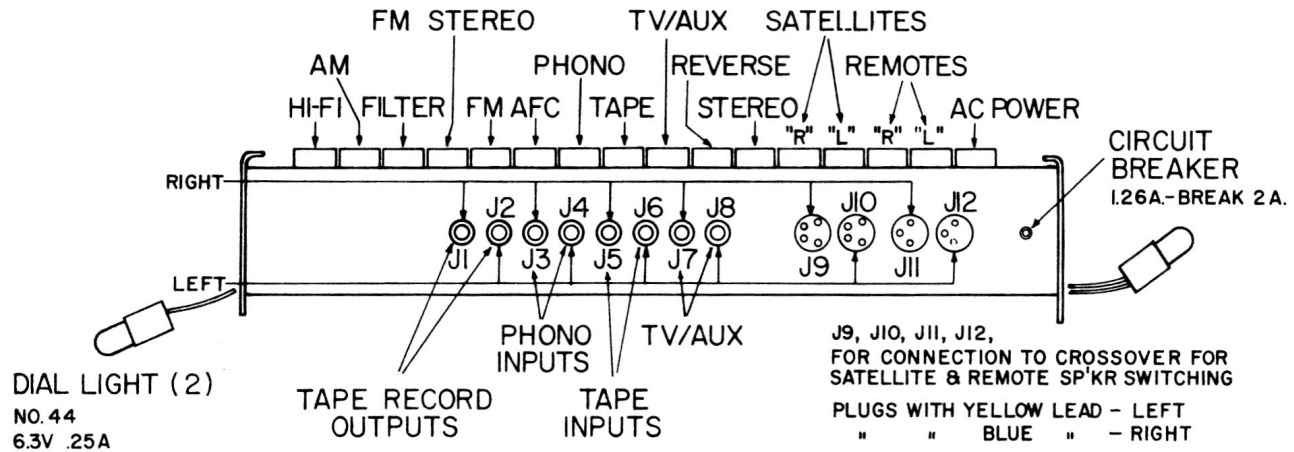 FM STEREO TV/AUX SATELLITES
AM PHONO REVERSE REMOTES
HI-FI FILTER FM AFC TAPE STEREO "R" "L" "R" "L" AC POWER
CIRCUIT
BREAKER
1.26A.-BREAK 2A.
RIGHT
J2 J4 J6 J8 J10 J12
J1 J3 J5 J7 J9 J11
LEFT
PHONO
INPUTS
TV/AUX
TAPE RECORD
OUTPUTS
TAPE
INPUTS
DIAL LIGHT (2)
NO. 44
6.3V .25A
J9, J10, J11, J12,
FOR CONNECTION TO CROSSOVER FOR
SATELLITE & REMOTE SP'KR SWITCHING
PLUGS WITH YELLOW LEAD - LEFT
" " BLUE " - RIGHT